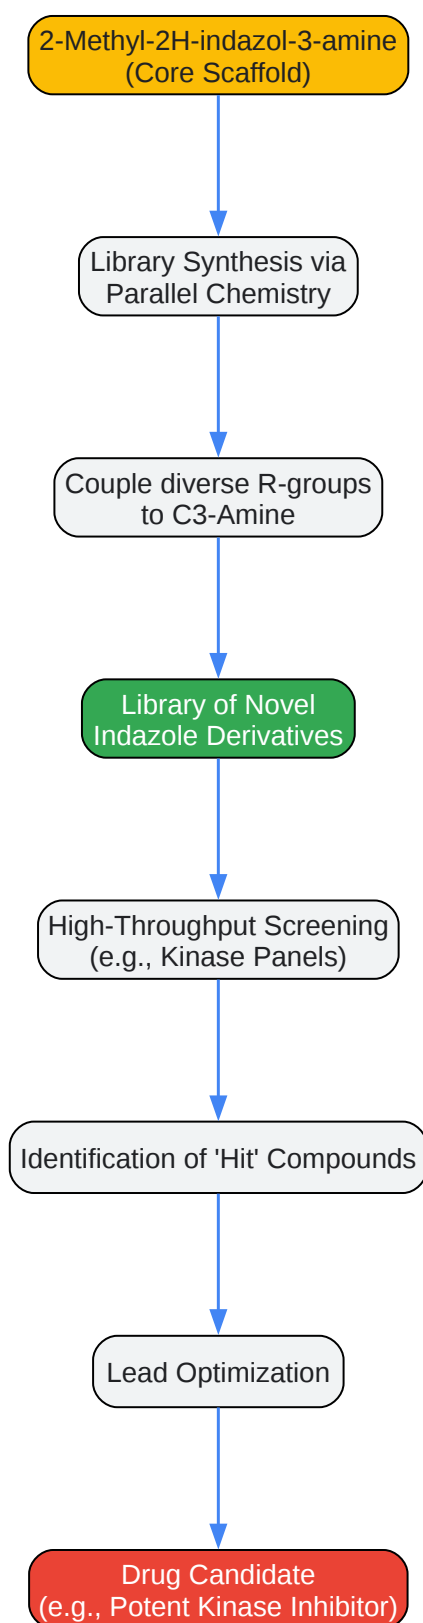 2-Methyl-2H-indazol-3-amine
(Core Scaffold)
Library Synthesis via
Parallel Chemistry
Couple diverse R-groups
to C3-Amine
Library of Novel
Indazole Derivatives
High-Throughput Screening
(e.g., Kinase Panels)
Identification of 'Hit' Compounds
Lead Optimization
Drug Candidate
(e.g., Potent Kinase Inhibitor)